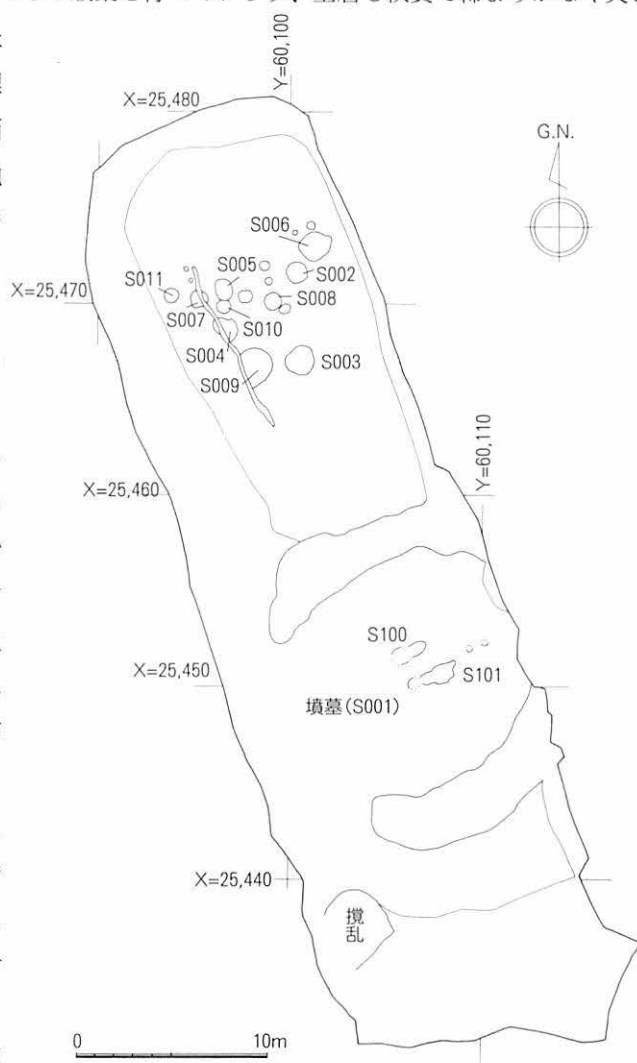 Y=60,100
X=25,480
G.N.
S006
S005
S002
S011
X=25,470
S008
S007
S010
S004
S003
S009
Y=60,110
X=25,460
S100
X=25,450
S101
墳墓(S001)
X=25,440
撹乱
0 10m